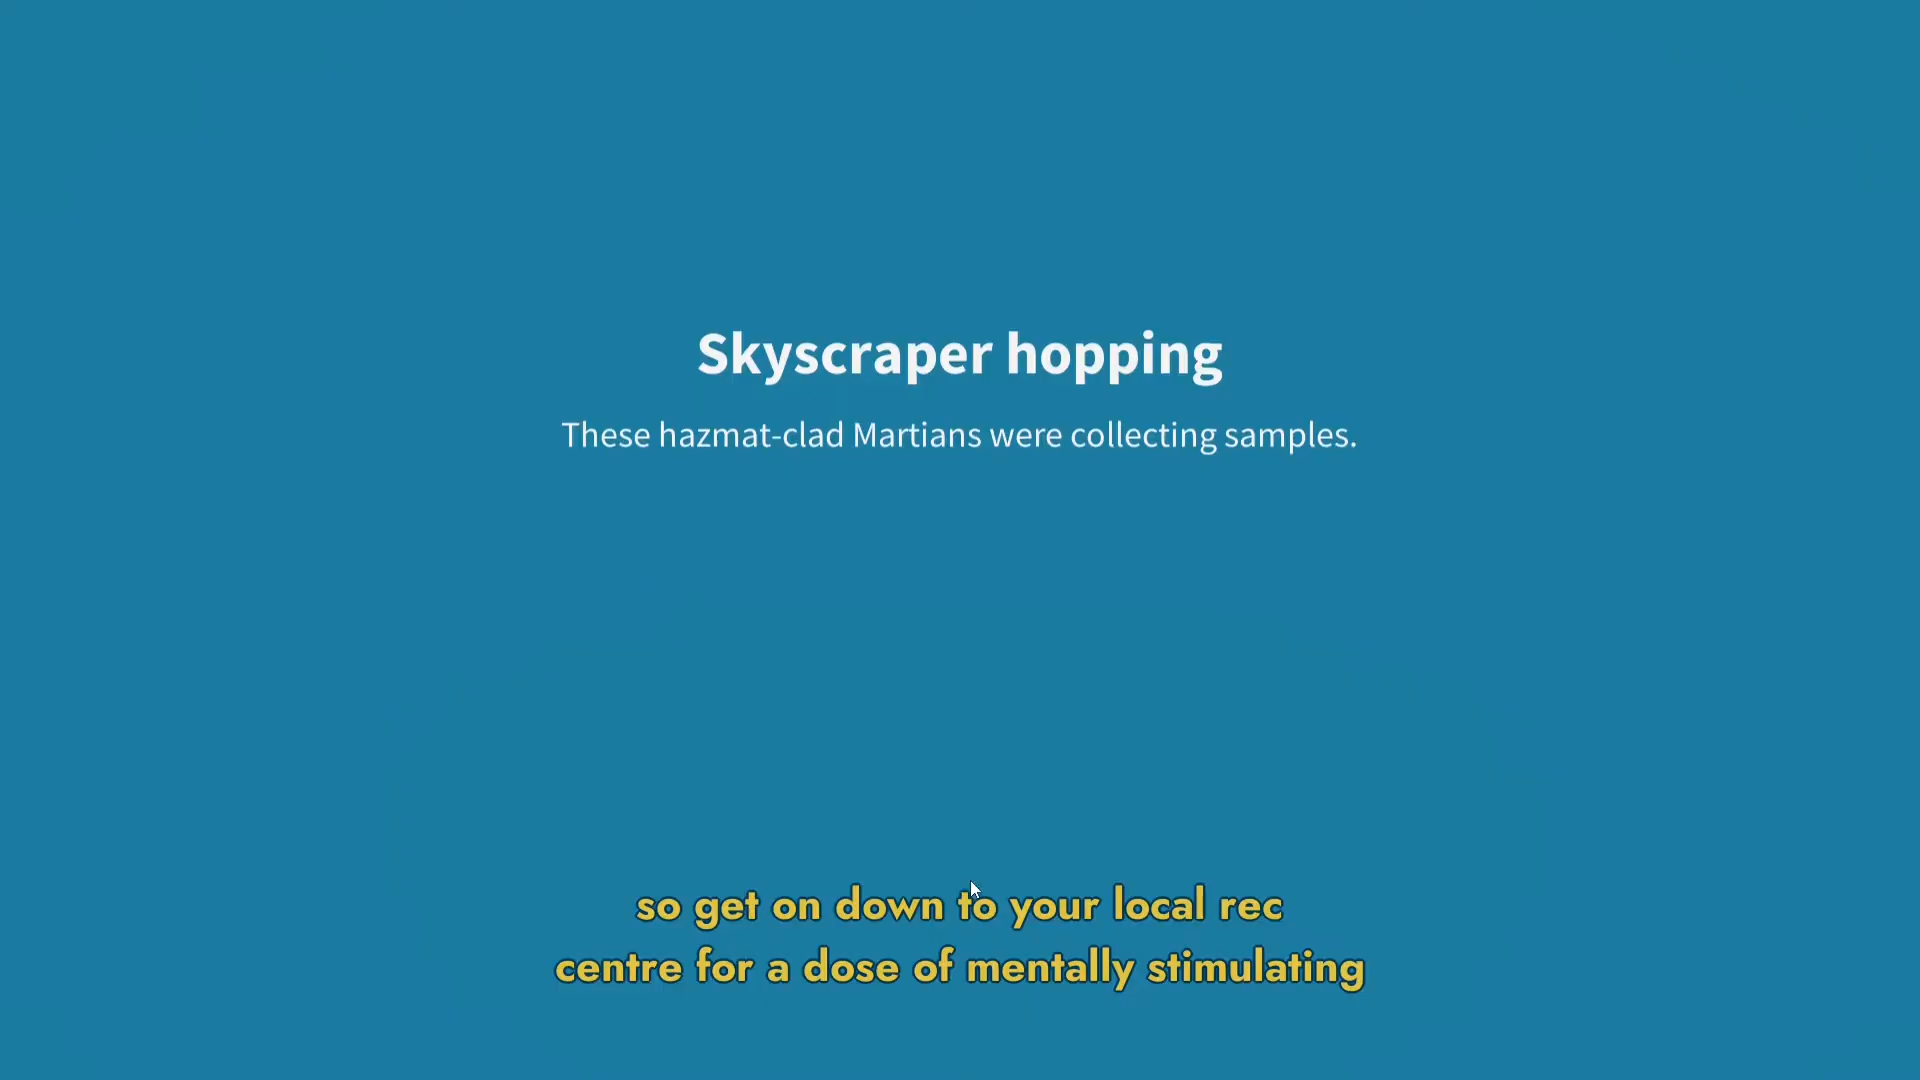 Skyscraper hopping
These hazmat-clad Martians were collecting samples.
so get on down to your local rec
centre for a dose of mentally stimulating